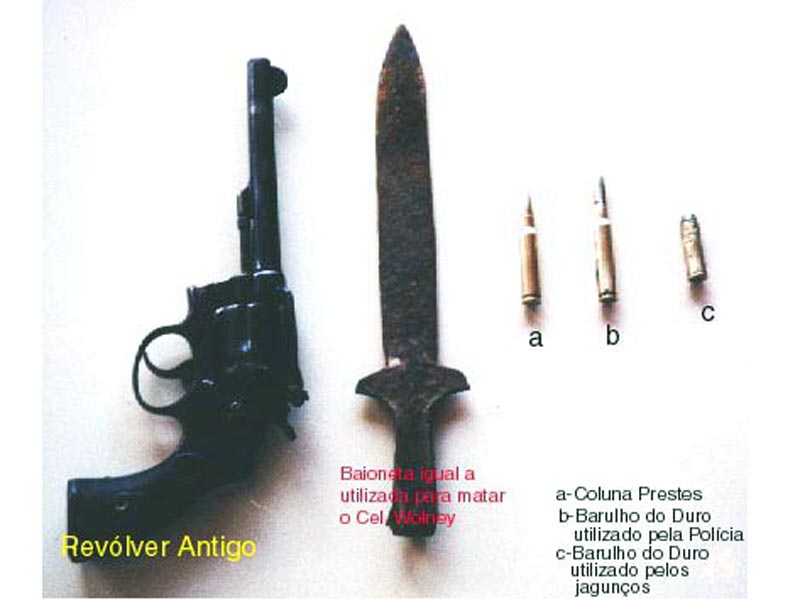 a
b
c
Baioneta igual a
utilizada para matar
o Cel. Wolney
Revólver Antigo
a-Coluna Prestes
b-Barulho do Duro
utilizado pela Polícia
c-Barulho do Duro
utilizado pelos
jagunços